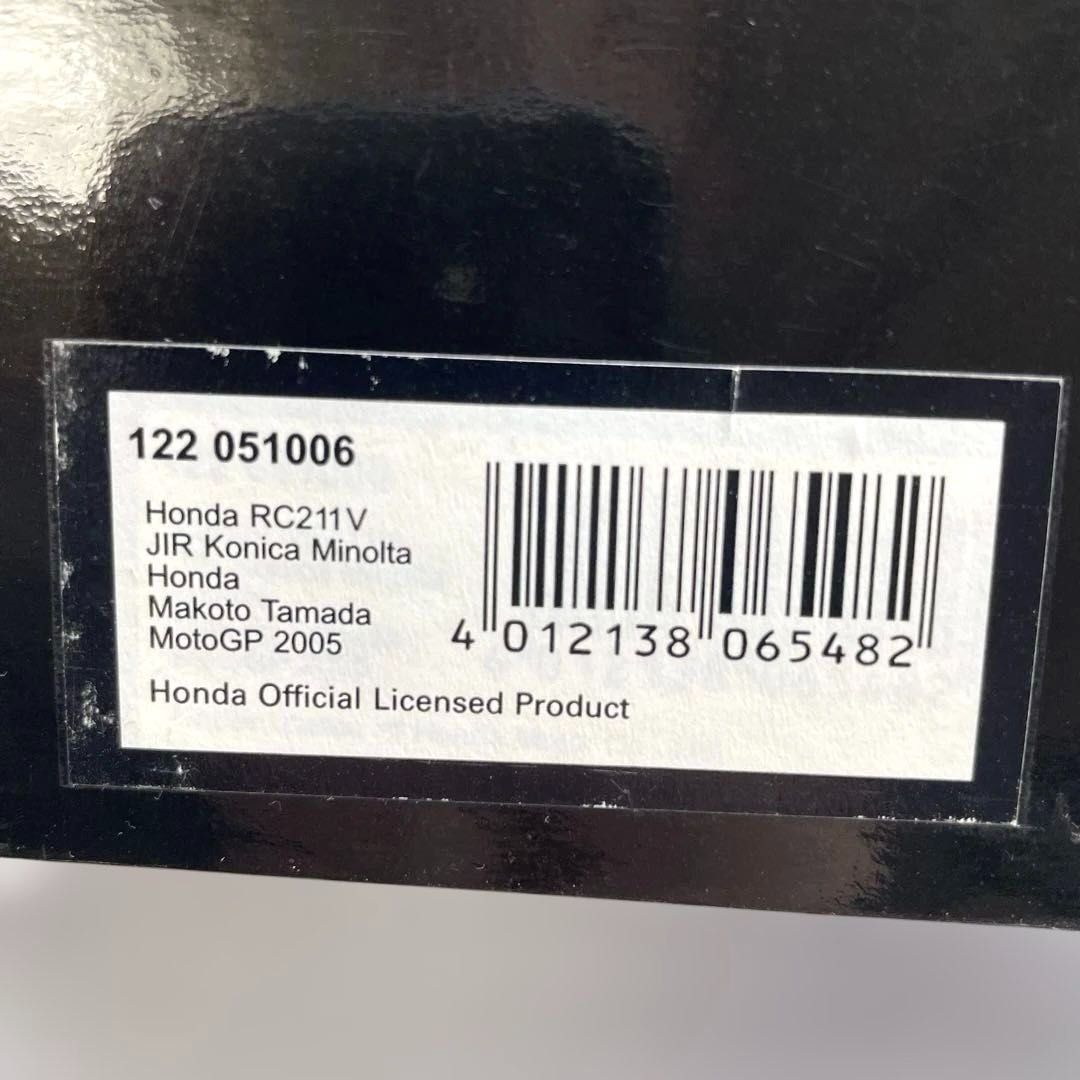 122 051006
Honda RC211V
JIR Konica Minolta
Honda
Makoto Tamada
MotoGP 2005
4 012138 065482
Honda Official Licensed Product